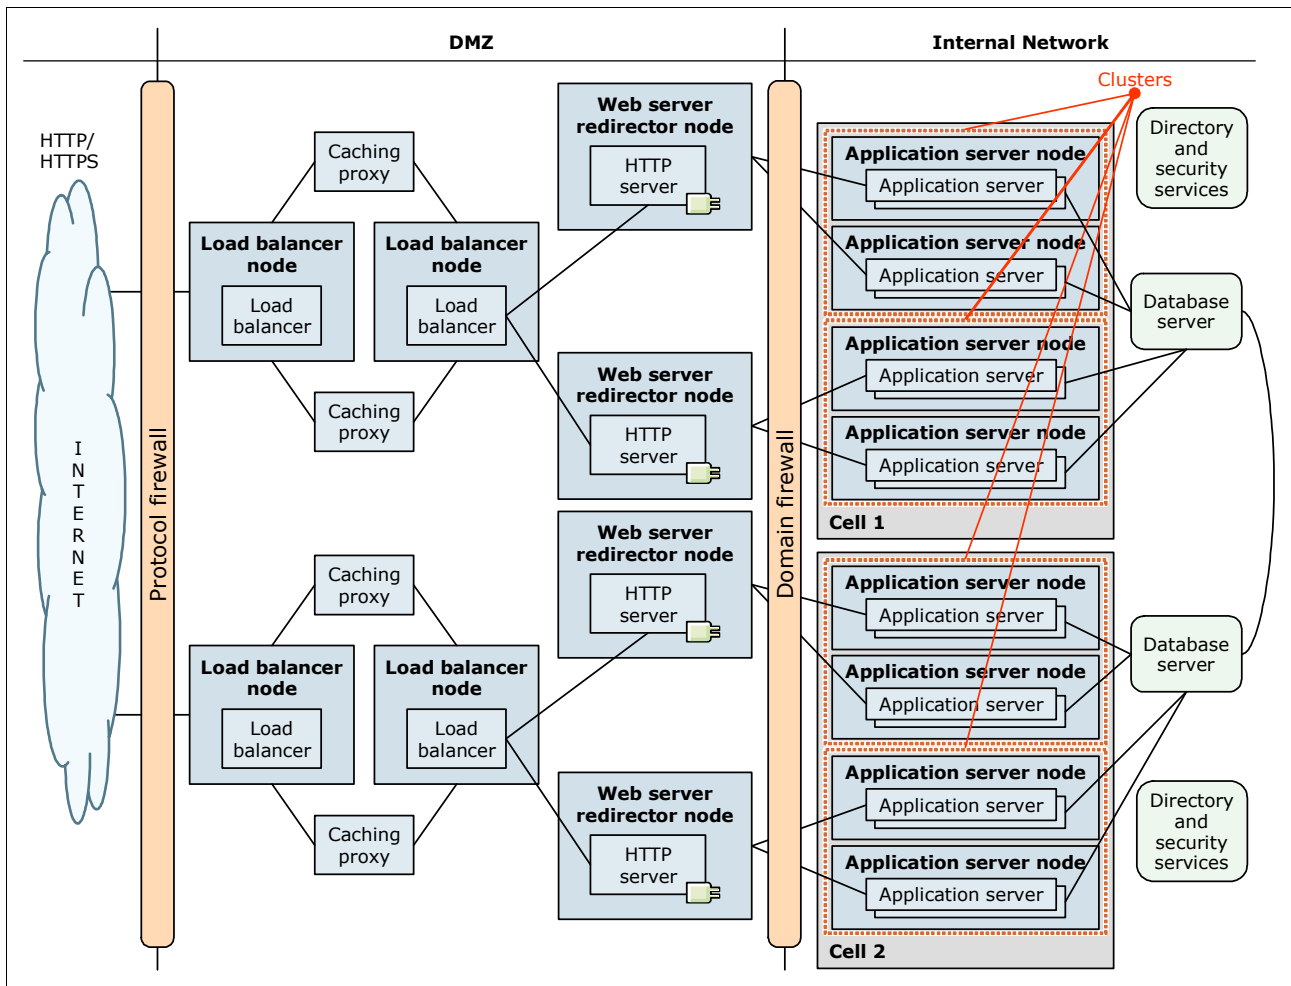 DMZ
Internal Network
Clusters
HTTP/
HTTPS
I
N
T
E
R
N
E
T
Protocol firewall
Caching
proxy
Load balancer
node
Load
balancer
Load balancer
node
Load
balancer
Caching
proxy
Web server
redirector node
HTTP
server
Web server
redirector node
HTTP
server
Caching
proxy
Load balancer
node
Load
balancer
Load balancer
node
Load
balancer
Caching
proxy
Web server
redirector node
HTTP
server
Web server
redirector node
HTTP
server
Domain firewall
Application server node
Application server
Application server node
Application server
Application server node
Application server
Application server node
Application server
Cell 1
Application server node
Application server
Application server node
Application server
Application server node
Application server
Application server node
Application server
Cell 2
Directory
and
security
services
Database
server
Database
server
Directory
and
security
services